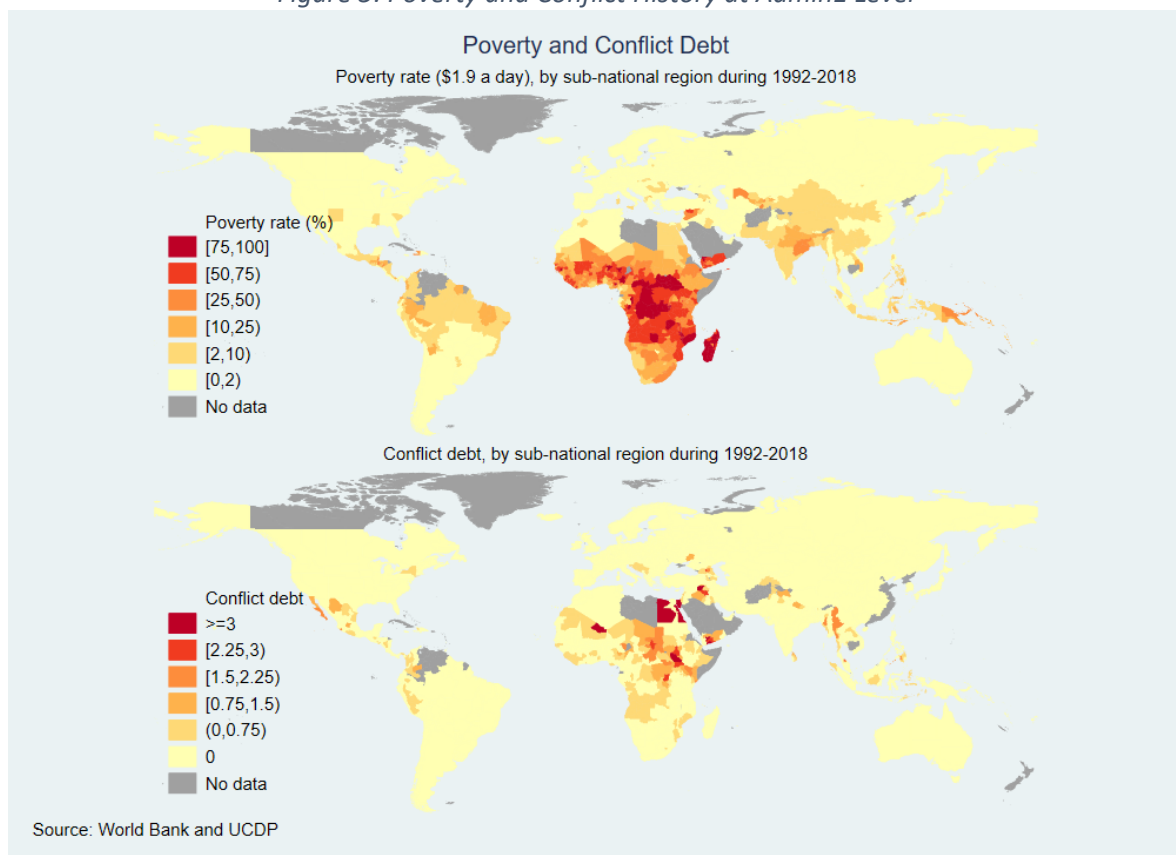 Poverty and Conflict Debt
Poverty rate ($1.9 a day), by sub-national region during 1992-2018
Poverty rate (%)
[75,100]
[50,75)
[25,50)
[10,25)
[2,10)
[0,2)
No data
Conflict debt, by sub-national region during 1992-2018
Conflict debt
>=3
[2.25,3)
[1.5,2.25)
[0.75,1.5)
(0,0.75)
0
No data
Source: World Bank and UCDP